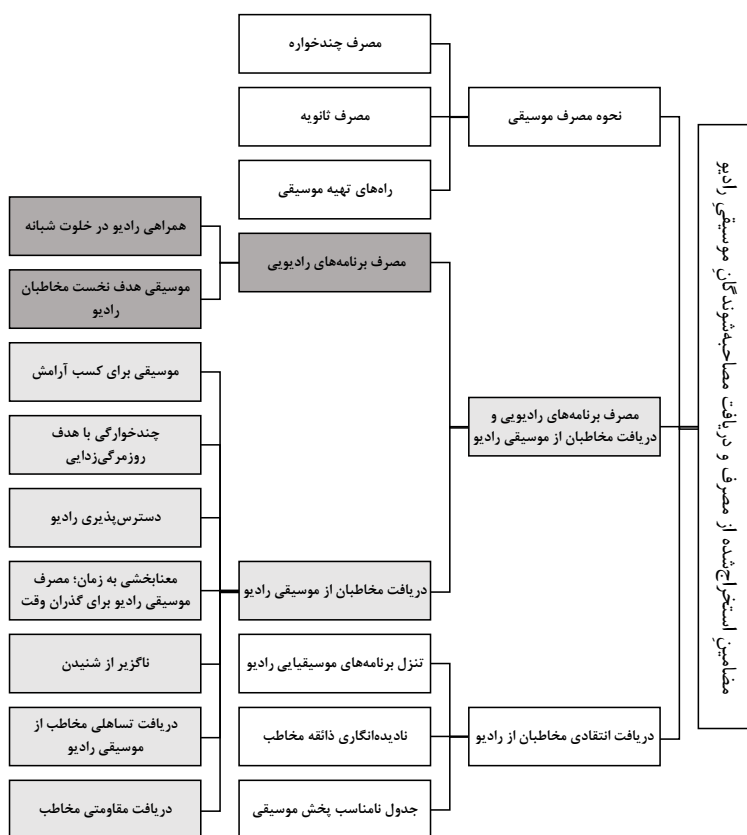 مضامین استخراج‌شده از مصرف و دریافت مصاحبه‌شوندگانِ موسیقیِ رادیو
نحوه مصرف موسیقی
مصرف چندخواره
مصرف ثانویه
راه‌های تهیه موسیقی
مصرف برنامه‌های رادیویی و
دریافت مخاطبان از موسیقی رادیو
مصرف برنامه‌های رادیویی
همراهی رادیو در خلوت شبانه
موسیقی هدف نخست مخاطبان
رادیو
دریافت مخاطبان از موسیقی رادیو
موسیقی برای کسب آرامش
چندخوارگی با هدف
روزمرگی‌زدایی
دسترس‌پذیری رادیو
معنابخشی به زمان؛ مصرف
موسیقی رادیو برای گذران وقت
ناگزیر از شنیدن
دریافت تساهلی مخاطب از
موسیقی رادیو
دریافت مقاومتی مخاطب
دریافت انتقادی مخاطبان از رادیو
تنزل برنامه‌های موسیقیایی رادیو
نادیده‌انگاری ذائقه مخاطب
جدول نامناسب پخش موسیقی